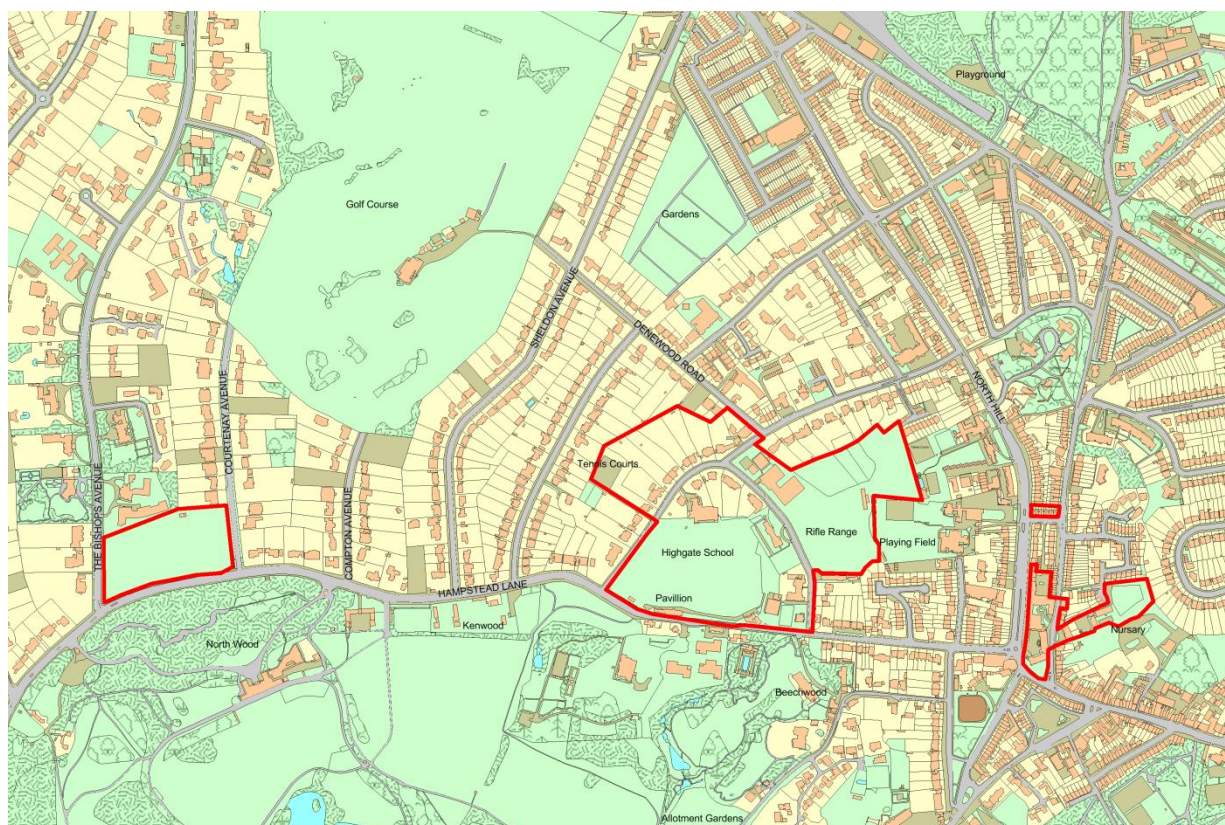 Playground
Golf Course
Gardens
SHELDON AVENUE
DENEWOOD ROAD
NORTH HILL
COURTENAY AVENUE
THE BISHOPS AVENUE
COMPTON AVENUE
Tennis Courts
Rifle Range
Playing Field
Highgate School
HAMPSTEAD LANE
Pavillion
Kenwood
North Wood
Nursary
Beechwood
Allotment Gardens